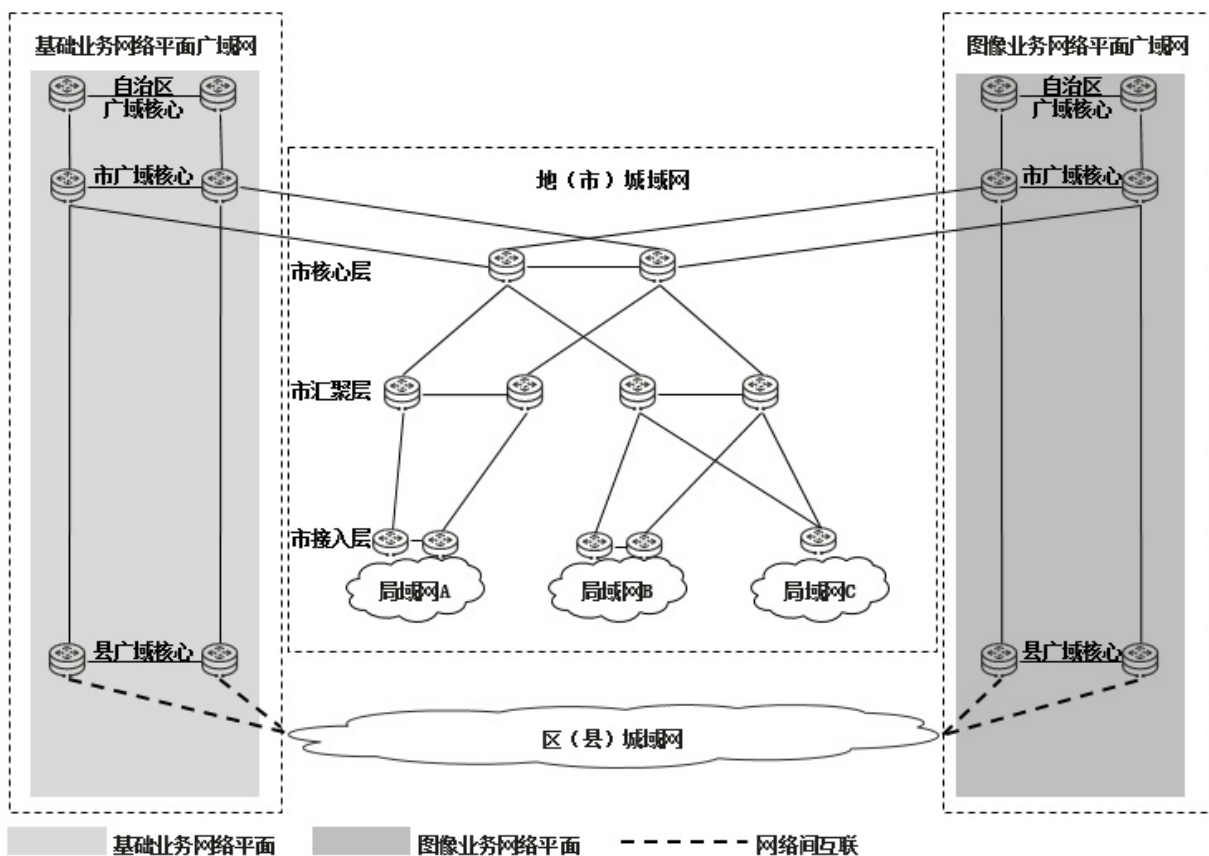 基础业务网络平面广域网
图像业务网络平面广域网
自治区
广域核心
自治区
广域核心
市广域核心
地（市）城域网
市广域核心
市核心层
市汇聚层
市接入层
局域网A
局域网B
局域网C
县广域核心
县广域核心
区（县）城域网
基础业务网络平面
图像业务网络平面
网络间互联